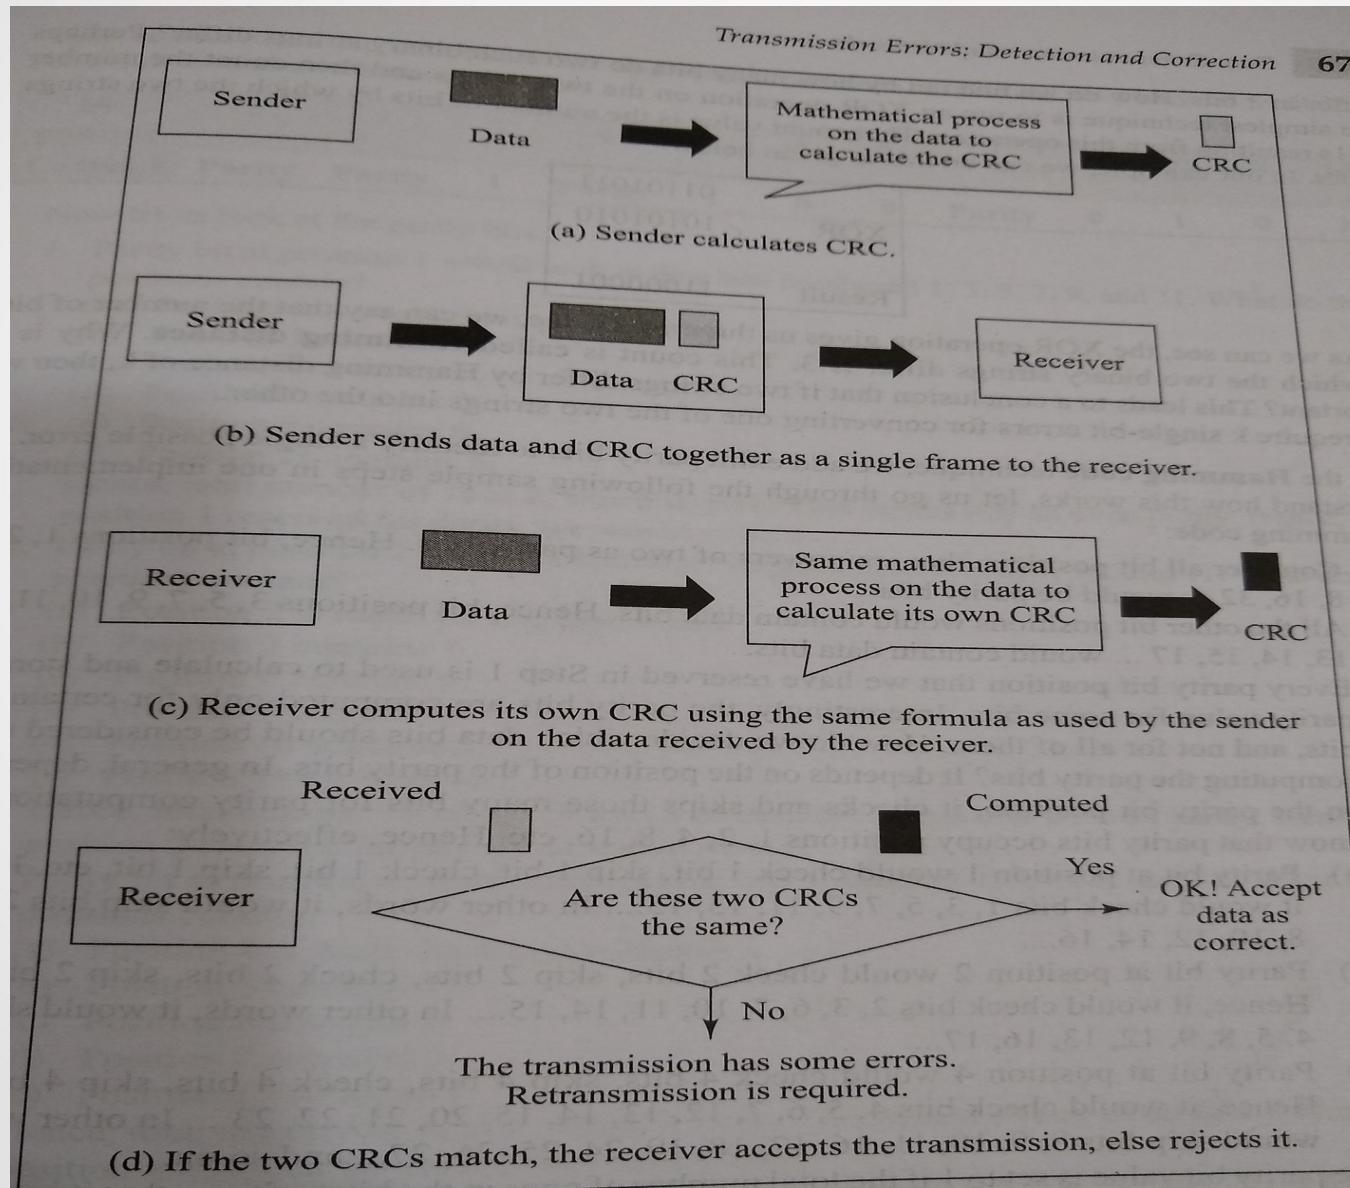 Transmission Errors: Detection and Correction 67
Sender
Data
Mathematical process
on the data to
calculate the CRC
CRC
(a) Sender calculates CRC.
Sender
Data CRC
Receiver
(b) Sender sends data and CRC together as a single frame to the receiver.
Receiver
Data
Same mathematical
process on the data to
calculate its own CRC
CRC
(c) Receiver computes its own CRC using the same formula as used by the sender
on the data received by the receiver.
Received
Computed
Receiver
Are these two CRCs
the same?
Yes
OK! Accept
data as
correct.
No
The transmission has some errors.
Retransmission is required.
(d) If the two CRCs match, the receiver accepts the transmission, else rejects it.